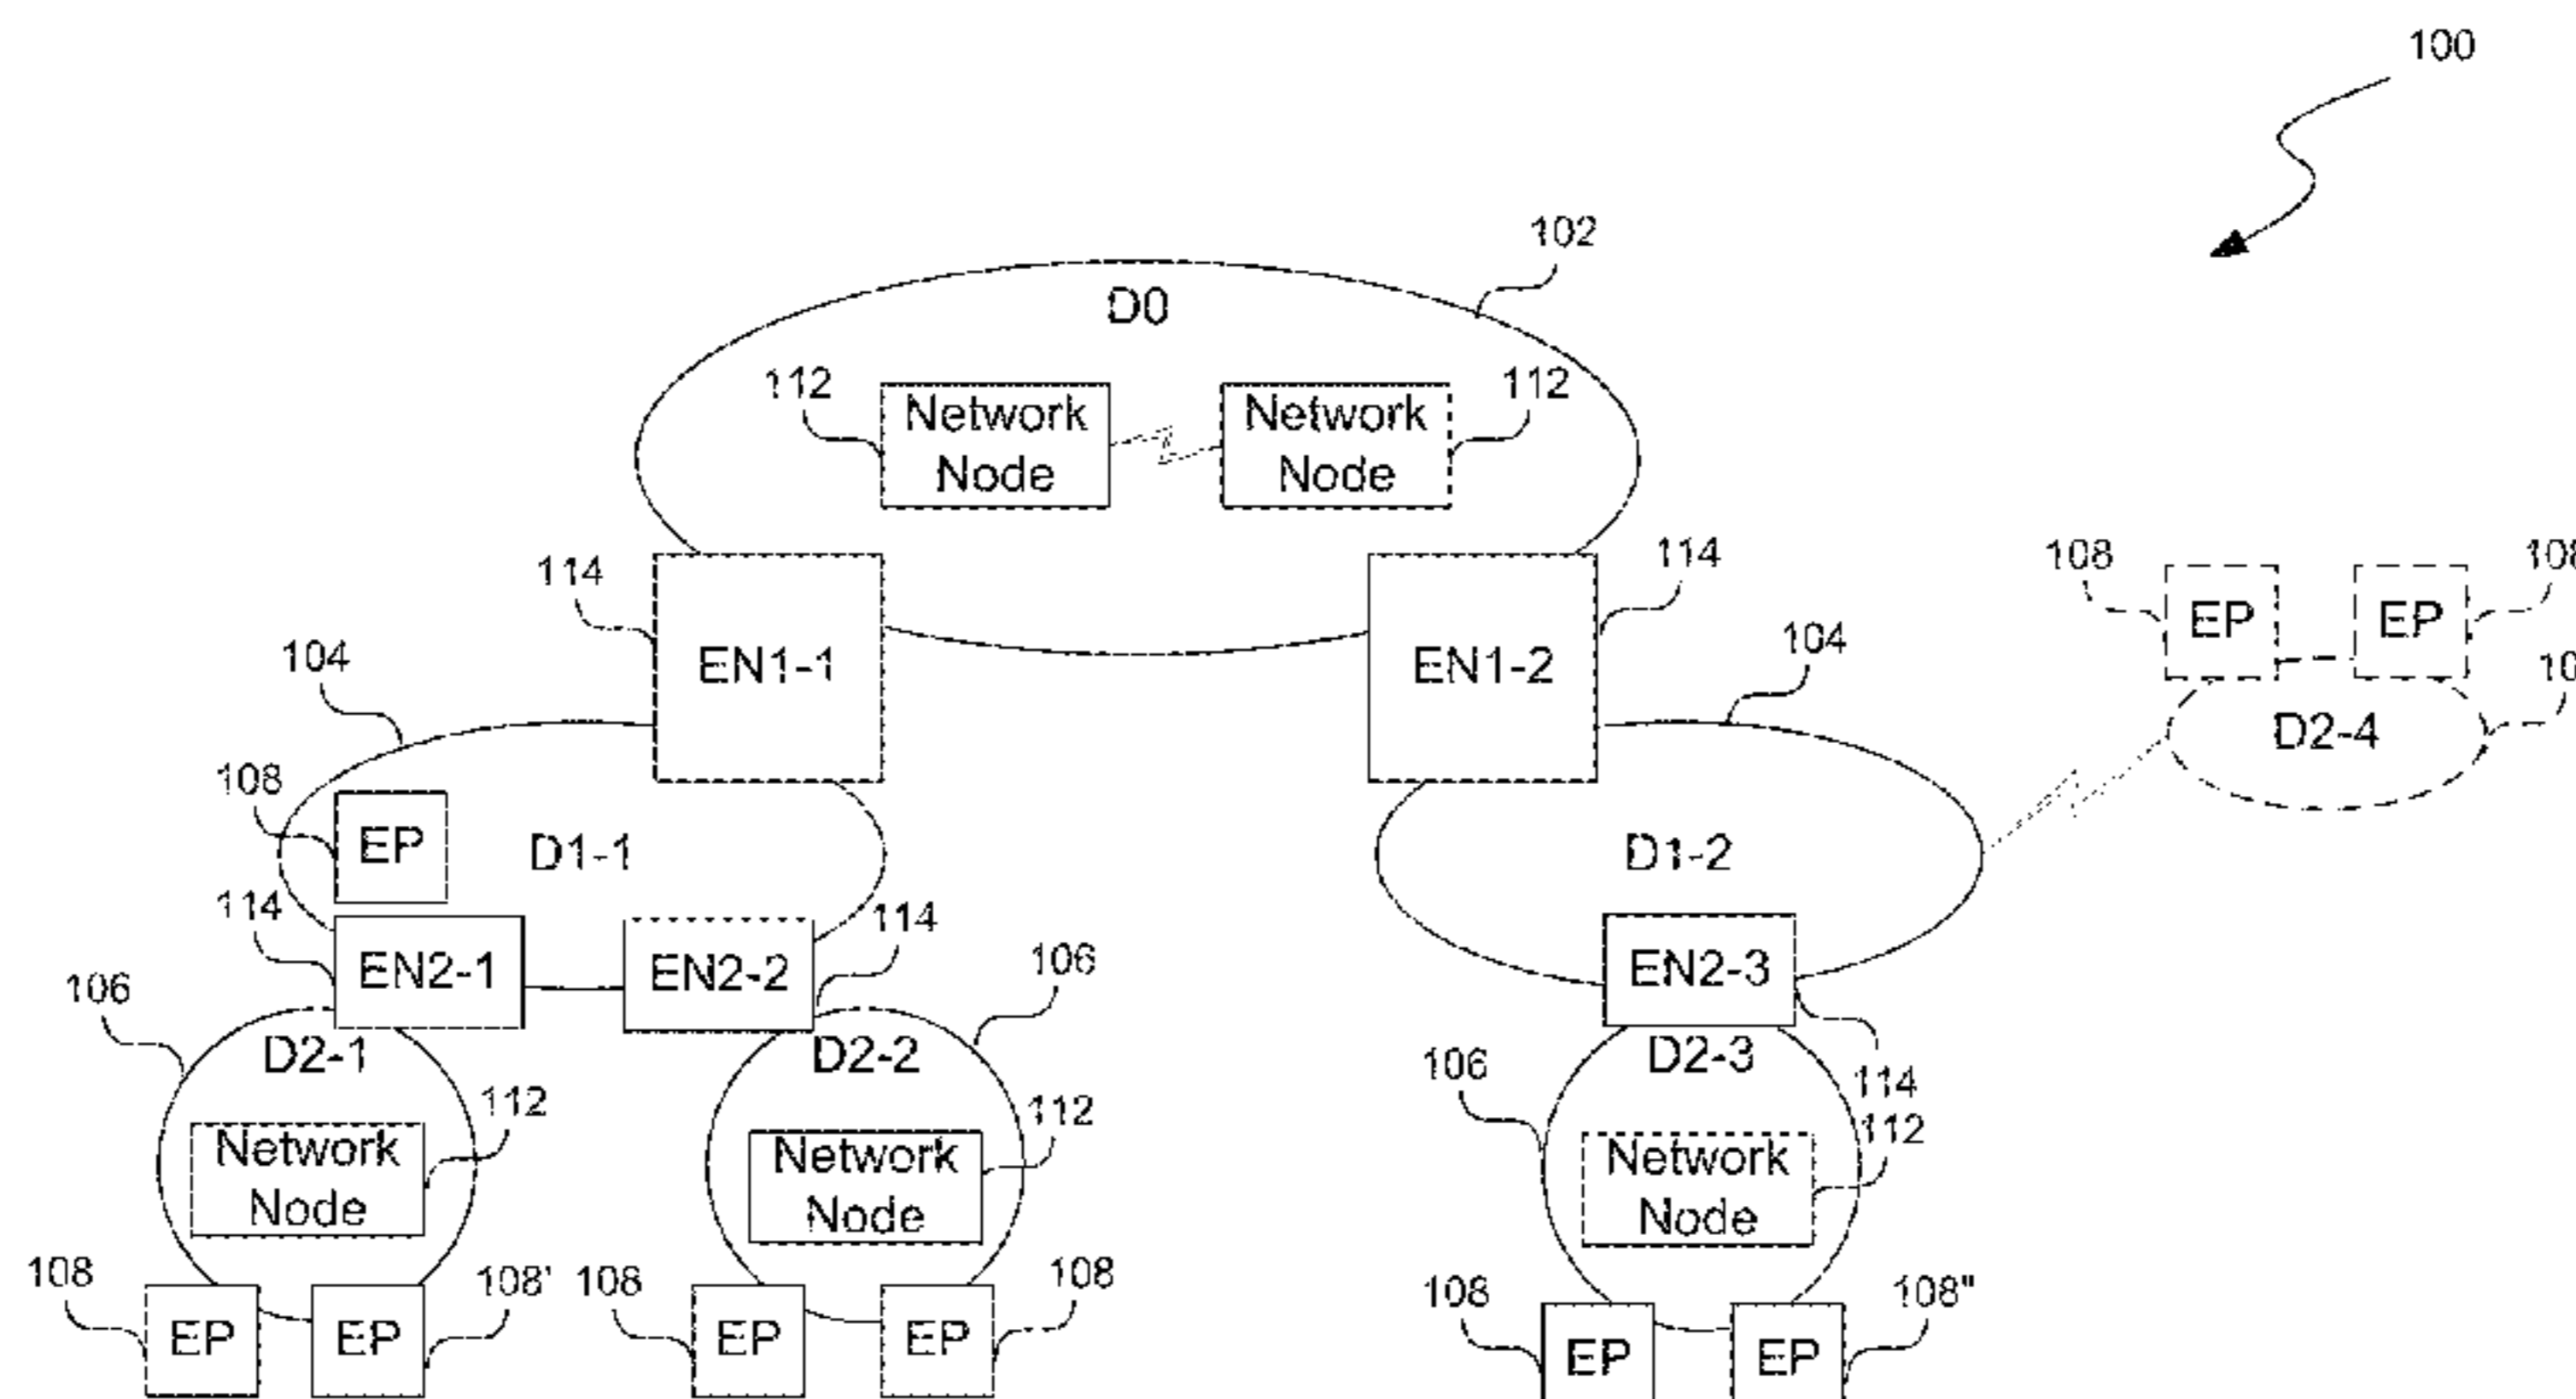 100
102
D0
112
112
Network
Node
Network
Node
114
EN1-1
EN1-2
114
108
EP
EP
108
104
104
D2-4
108
EP
D1-1
D1-2
114
EN2-1
EN2-2
114
EN2-3
106
106
D2-1
D2-2
D2-3
106
114
112
Network
Node
112
Network
Node
112
Network
Node
108
EP
EP
108'
108
EP
EP
108
108
EP
EP
108"